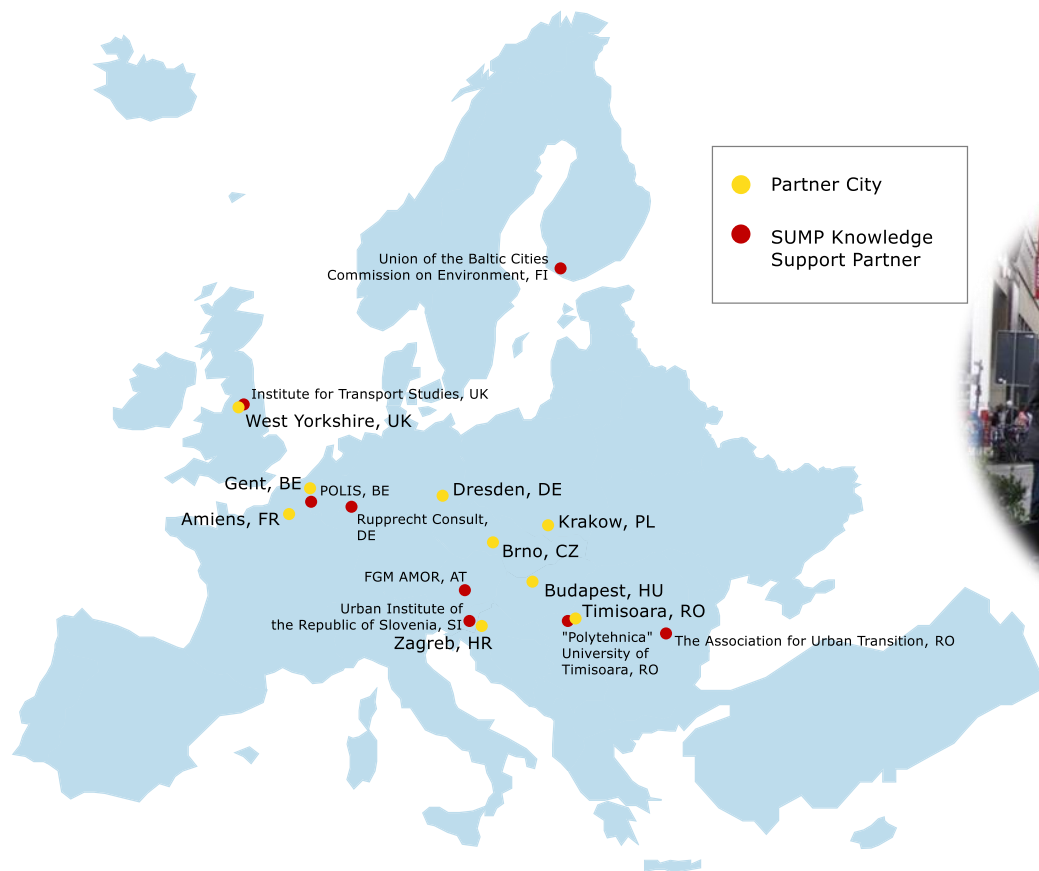 Partner City
SUMP Knowledge
Support Partner
Union of the Baltic Cities
Commission on Environment, FI
Institute for Transport Studies, UK
West Yorkshire, UK
Gent, BE
POLIS, BE
Dresden, DE
Amiens, FR
Rupprecht Consult,
DE
Krakow, PL
Brno, CZ
FGM AMOR, AT
Budapest, HU
Urban Institute of
the Republic of Slovenia, SI
Timisoara, RO
Zagreb, HR
"Polytehnica"
University of
Timisoara, RO
The Association for Urban Transition, RO